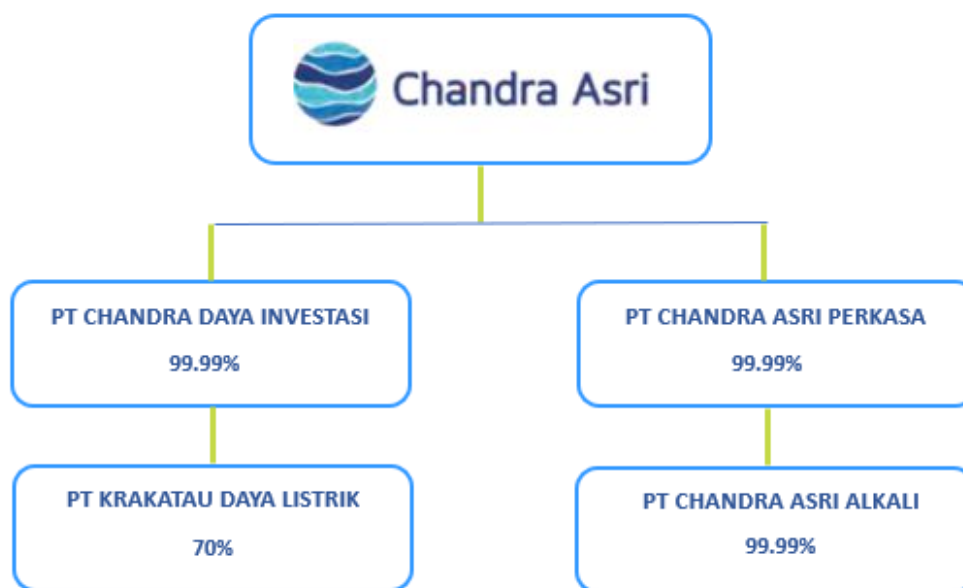 Chandra Asri
PT CHANDRA DAYA INVESTASI
99.99%
PT CHANDRA ASRI PERKASA
99.99%
PT KRAKATAU DAYA LISTRIK
70%
PT CHANDRA ASRI ALKALI
99.99%